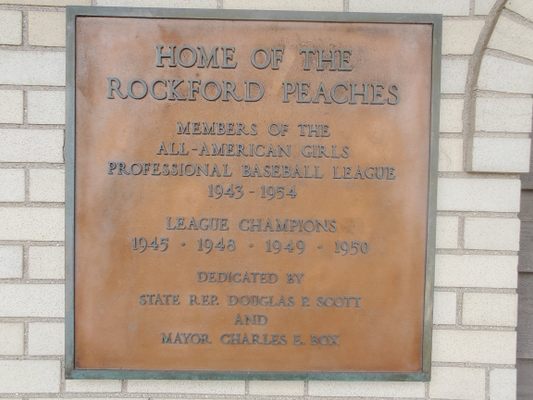 HOME OF THE
ROCKFORD PEACHES
MEMBERS OF THE
ALL-AMERICAN GIRLS
PROFESSIONAL BASEBALL LEAGUE
1943-1954
LEAGUE CHAMPIONS
1945 · 1948 · 1949 · 1950
DEDICATED BY
STATE REP. DOUGLAS P. SCOTT
AND
MAYOR CHARLES E. BOX